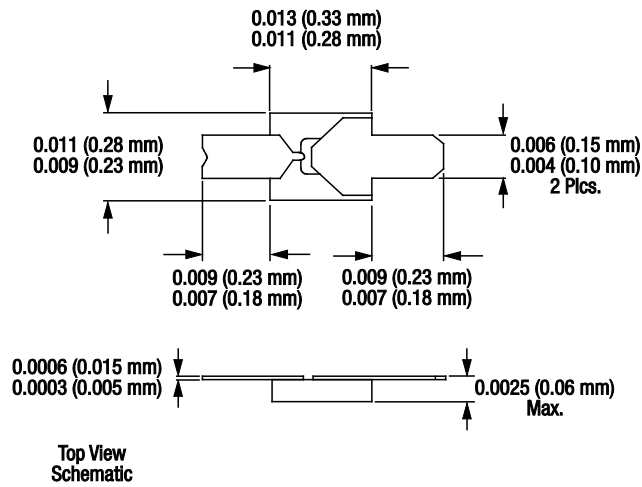 0.013 (0.33 mm)
0.011 (0.28 mm)
0.011 (0.28 mm)
0.009 (0.23 mm)
0.006 (0.15 mm)
0.004 (0.10 mm)
2 Plcs.
0.009 (0.23 mm)
0.007 (0.18 mm)
0.009 (0.23 mm)
0.007 (0.18 mm)
0.0006 (0.015 mm)
0.0003 (0.005 mm)
0.0025 (0.06 mm)
Max.
Top View
Schematic